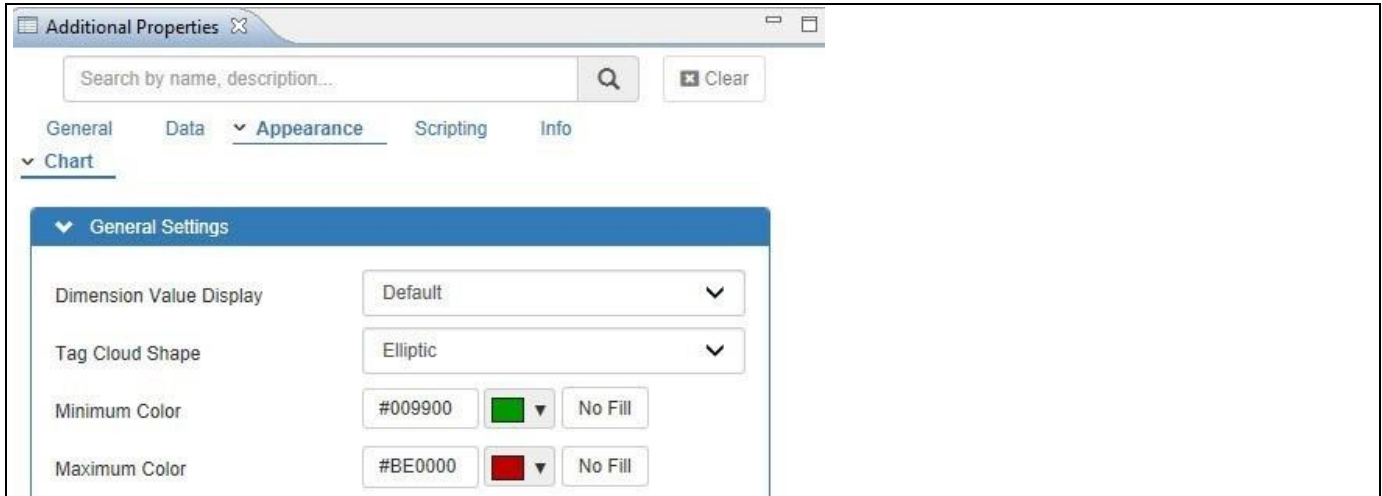 Additional Properties
Search by name, description...
Clear
General Data Appearance Scripting Info
Chart
General Settings
Dimension Value Display Default
Tag Cloud Shape Elliptic
Minimum Color #009900 No Fill
Maximum Color #BE0000 No Fill